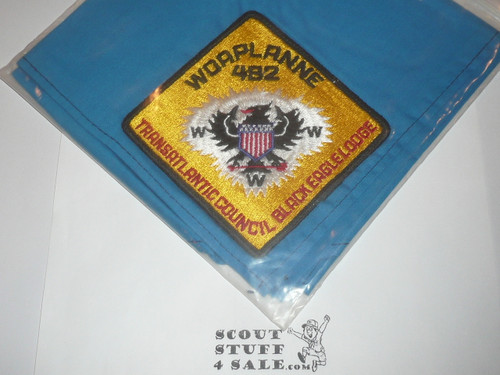 WOAPLANNE
482
W W
W
TRANSATLANTIC COUNCIL BLACK EAGLE LODGE
SCOUT
STUFF
4 SALE.com